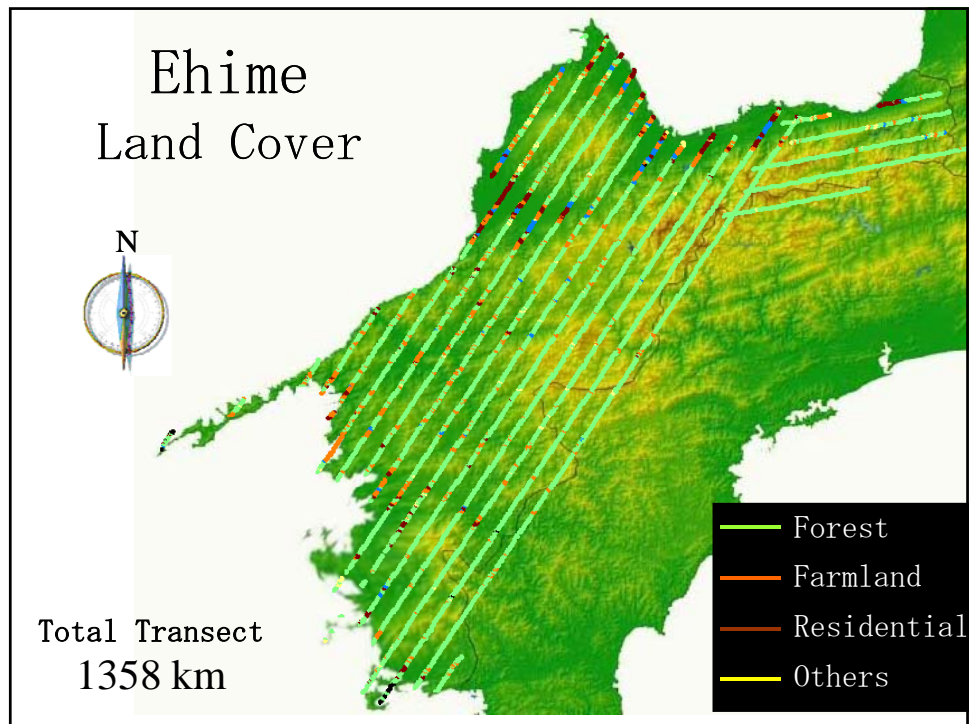 Ehime
Land Cover
N
Total Transect
1358 km
Forest
Farmland
Residential
Others